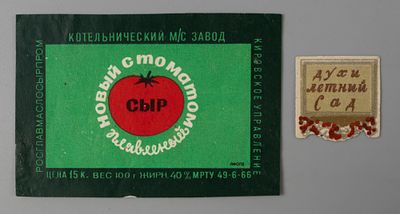 КОТЕЛЬНИЧЕСКИЙ М/С ЗАВОД
РОСГЛАВМАСЛОСЫРПРОМ
КИРОВСКОЕ УПРАВЛЕНИЕ
НОВЫЙ С ТОМАТОМ
СЫР
плавленый
ЦЕНА 15 К. ВЕС 100 Г ЖИРН. 40% МРТУ 49-6-66
духи
летний
сад